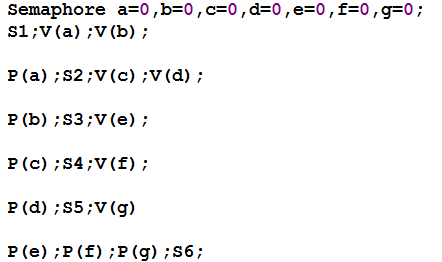 Semaphore a=0,b=0,c=0,d=0,e=0,f=0,g=0;
S1;V(a);V(b);
P(a);S2;V(c);V(d);
P(b);S3;V(e);
P(c);S4;V(f);
P(d);S5;V(g)
P(e);P(f);P(g);S6;